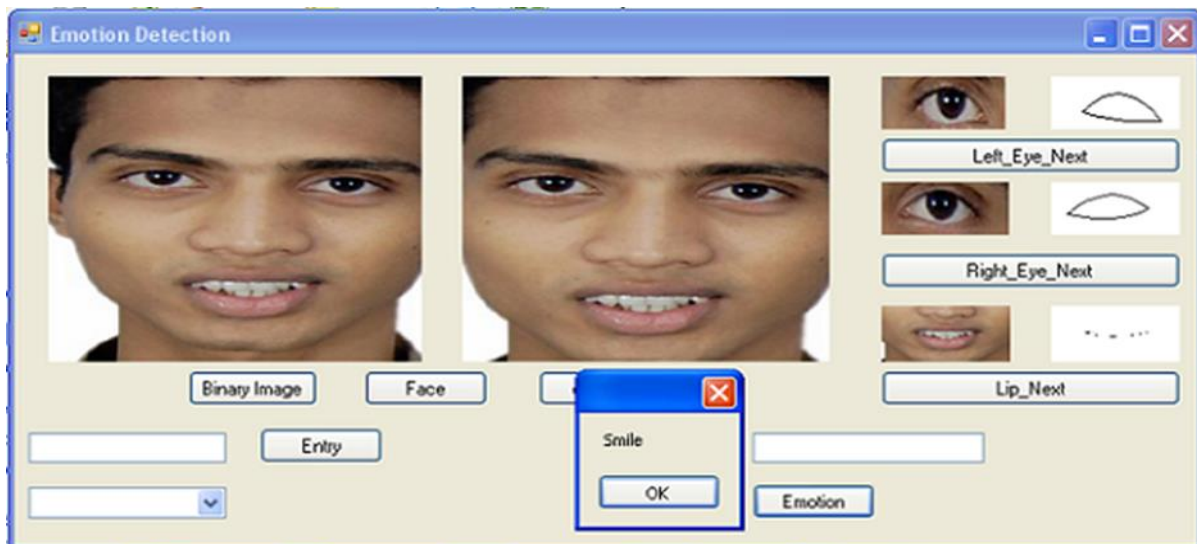 Emotion Detection
Left_Eye_Next
Right_Eye_Next
Binary Image
Face
Lip_Next
Entry
Smile
OK
Emotion